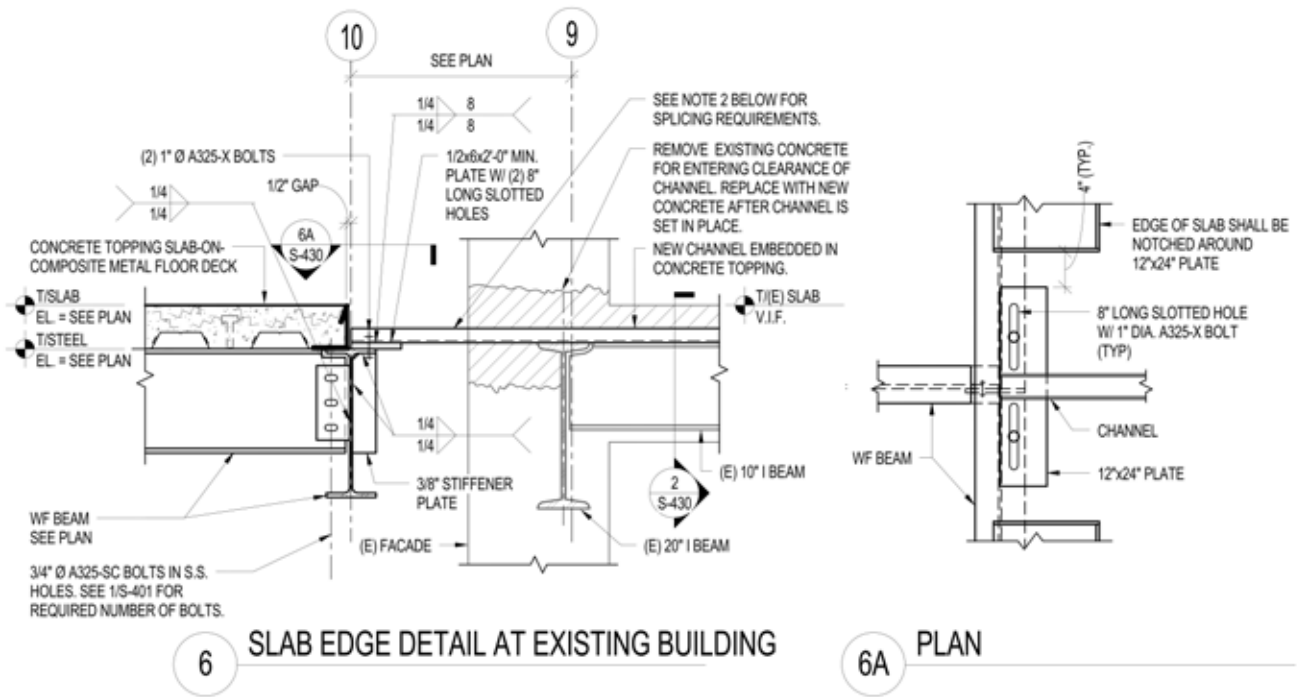 10
9
SEE PLAN
1/4
8
1/4
8
(2) 1" Ø A325-X BOLTS
1/2x6x2'-0" MIN.
PLATE W/ (2) 8"
LONG SLOTTED
HOLES
1/4
1/4
1/2" GAP
6A
S-430
CONCRETE TOPPING SLAB-ON-
COMPOSITE METAL FLOOR DECK
T/SLAB
EL. = SEE PLAN
T/STEEL
EL. = SEE PLAN
SEE NOTE 2 BELOW FOR
SPLICING REQUIREMENTS.
REMOVE EXISTING CONCRETE
FOR ENTERING CLEARANCE OF
CHANNEL. REPLACE WITH NEW
CONCRETE AFTER CHANNEL IS
SET IN PLACE.
NEW CHANNEL EMBEDDED IN
CONCRETE TOPPING.
T/(E) SLAB
V.I.F.
1/4
1/4
3/8" STIFFENER
PLATE
(E) 10" I BEAM
2
S-430
WF BEAM
SEE PLAN
(E) FACADE
(E) 20" I BEAM
3/4" Ø A325-SC BOLTS IN S.S.
HOLES. SEE 1/S-401 FOR
REQUIRED NUMBER OF BOLTS.
6
SLAB EDGE DETAIL AT EXISTING BUILDING
4" (TYP.)
EDGE OF SLAB SHALL BE
NOTCHED AROUND
12"x24" PLATE
8" LONG SLOTTED HOLE
W/ 1" DIA. A325-X BOLT
(TYP)
CHANNEL
WF BEAM
12"x24" PLATE
6A
PLAN